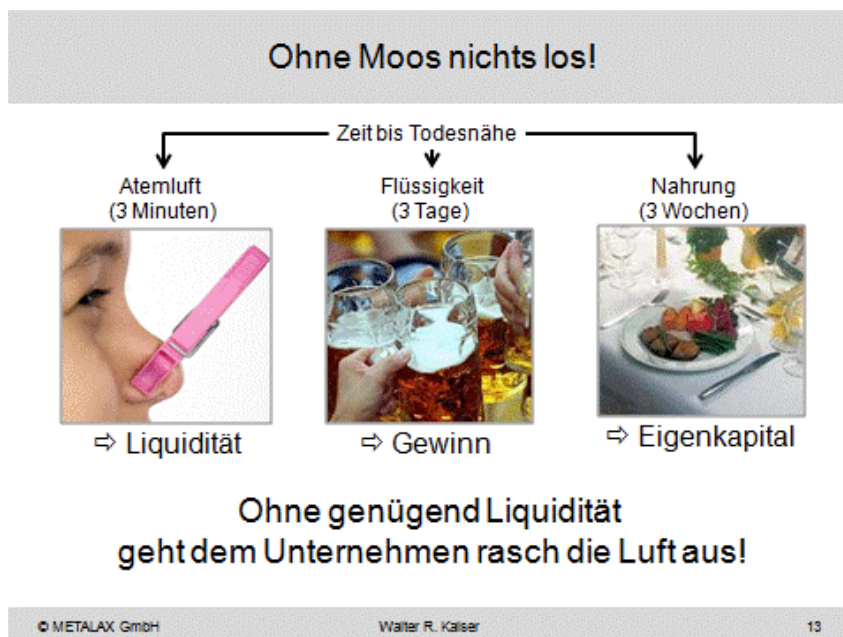 Ohne Moos nichts los!
Zeit bis Todesnähe
Atemluft
(3 Minuten)
Flüssigkeit
(3 Tage)
Nahrung
(3 Wochen)
⇨ Liquidität
⇨ Gewinn
⇨ Eigenkapital
Ohne genügend Liquidität
geht dem Unternehmen rasch die Luft aus!
© METALAX GmbH
Walter R. Kaiser
13